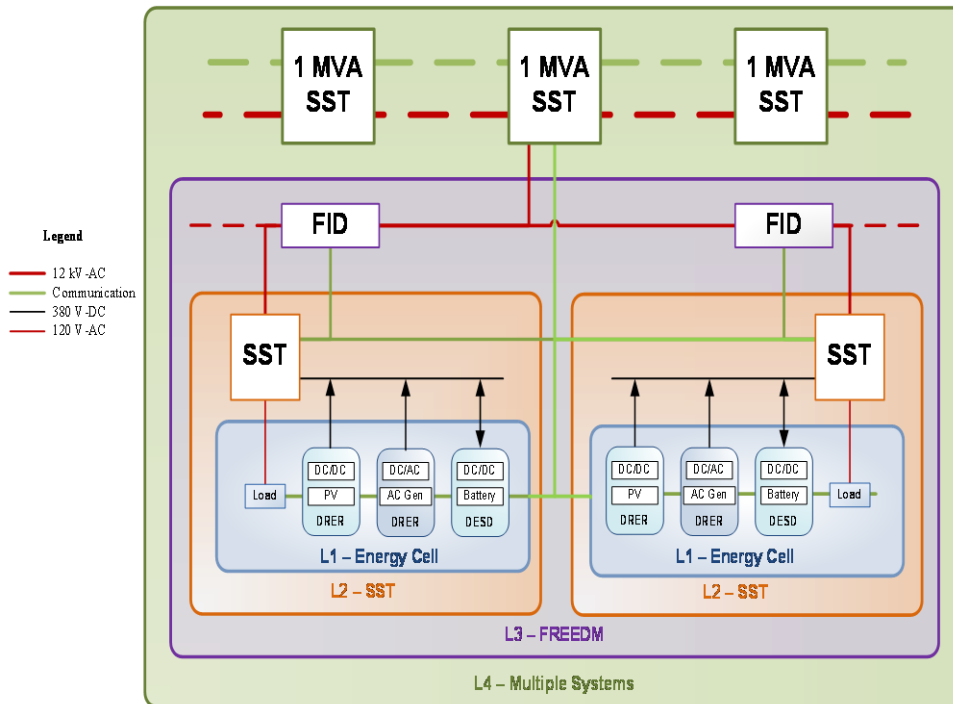 1 MVA
SST
1 MVA
SST
1 MVA
SST
FID
FID
Legend
12 kV -AC
Communication
380 V -DC
120 V -AC
SST
SST
DC/DC
DC/AC
DC/DC
DC/DC
DC/AC
DC/DC
Load
PV
AC Gen
Battery
PV
AC Gen
Battery
Load
DRER
DRER
DESD
DRER
DRER
DESD
L1 – Energy Cell
L1 – Energy Cell
L2 – SST
L2 – SST
L3 – FREEDM
L4 – Multiple Systems